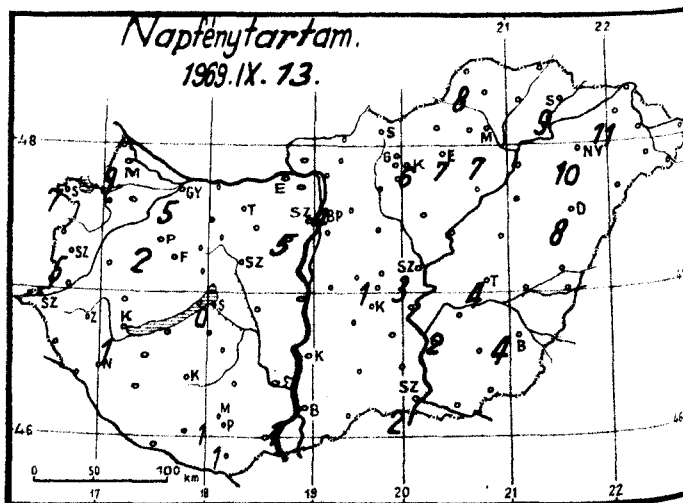 Napfénytartam.
1969.IX.13.
21 22
8 S
48 S M 9 11
M G K E NY
S 9 GY E 6 7 7 10
7 5 T SZ Bp D
SZ P 5 8
6 2 F SZ SZ
SZ 1 3 4 T
Z K 0 S K
1 2 4 B
N K K
SZ
M B
46 1 P 2
1
0 50 100
km
17 18 19 20 21 22